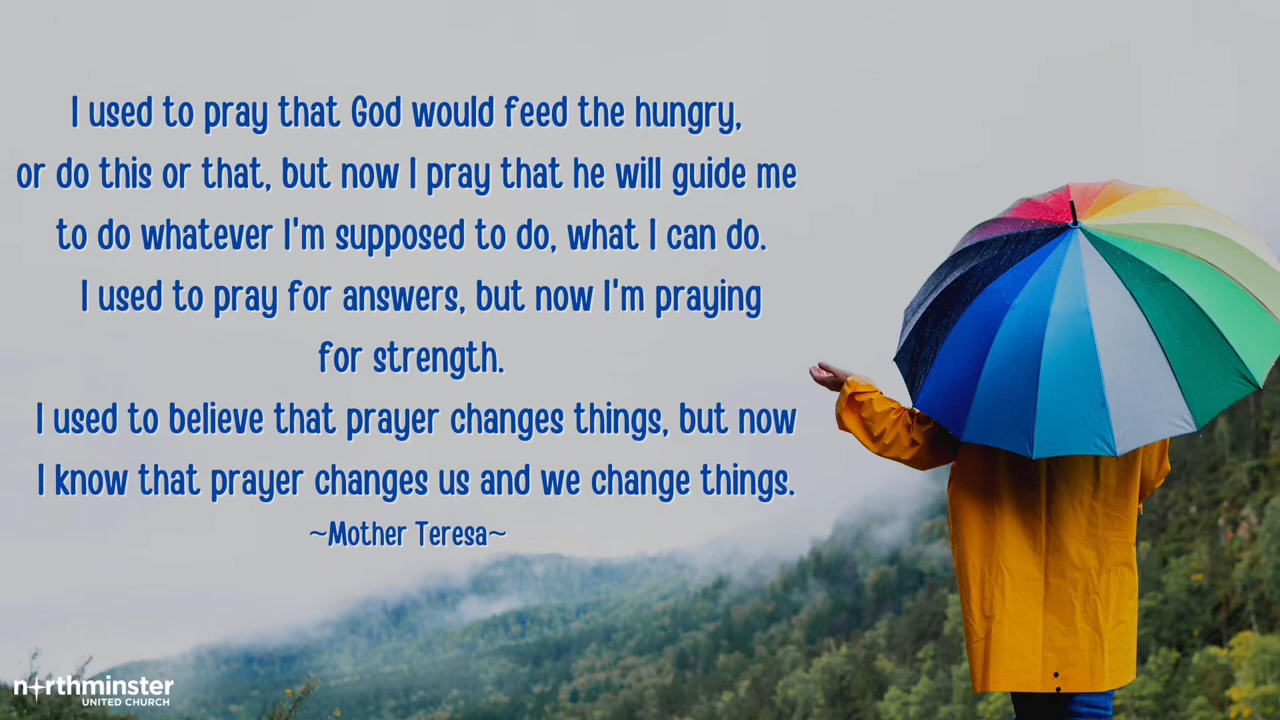 I used to pray that God would feed the hungry,
or do this or that, but now I pray that he will guide me
to do whatever I'm supposed to do, what I can do.
I used to pray for answers, but now I'm praying
for strength.
I used to believe that prayer changes things, but now
I know that prayer changes us and we change things.
~Mother Teresa~
northminster
UNITED CHURCH